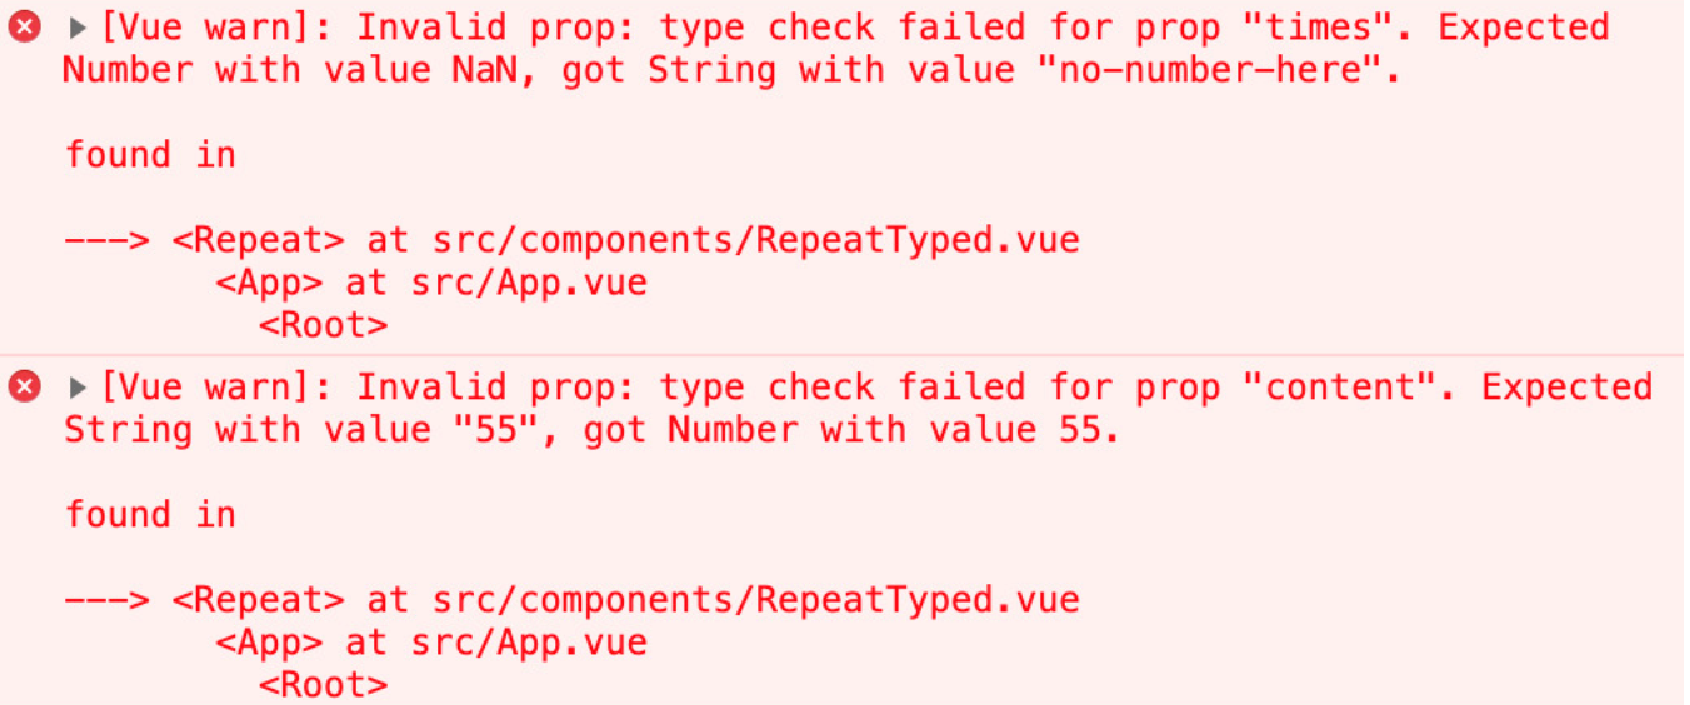 [Vue warn]: Invalid prop: type check failed for prop "times". Expected
Number with value NaN, got String with value "no-number-here".
found in
---> <Repeat> at src/components/RepeatTyped.vue
<App> at src/App.vue
<Root>
[Vue warn]: Invalid prop: type check failed for prop "content". Expected
String with value "55", got Number with value 55.
found in
---> <Repeat> at src/components/RepeatTyped.vue
<App> at src/App.vue
<Root>